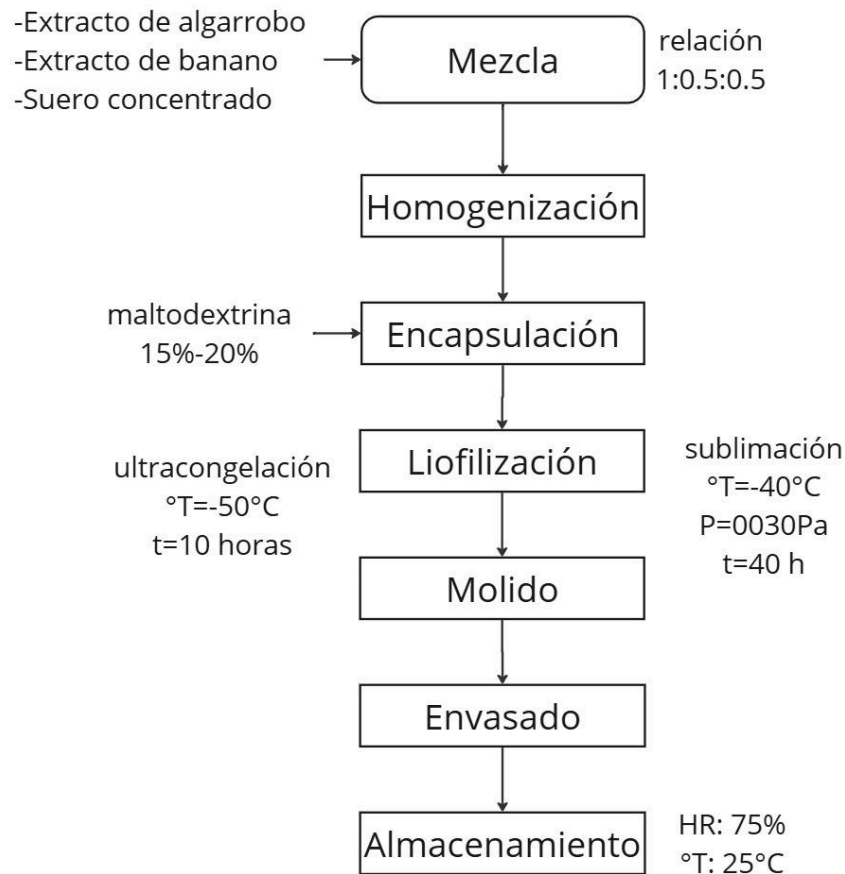 -Extracto de algarrobo
-Extracto de banano
-Suero concentrado
Mezcla
relación
1:0.5:0.5
Homogenización
maltodextrina
15%-20%
Encapsulación
ultracongelación
°T=-50°C
t=10 horas
Liofilización
sublimación
°T=-40°C
P=0030Pa
t=40 h
Molido
Envasado
Almacenamiento
HR: 75%
°T: 25°C